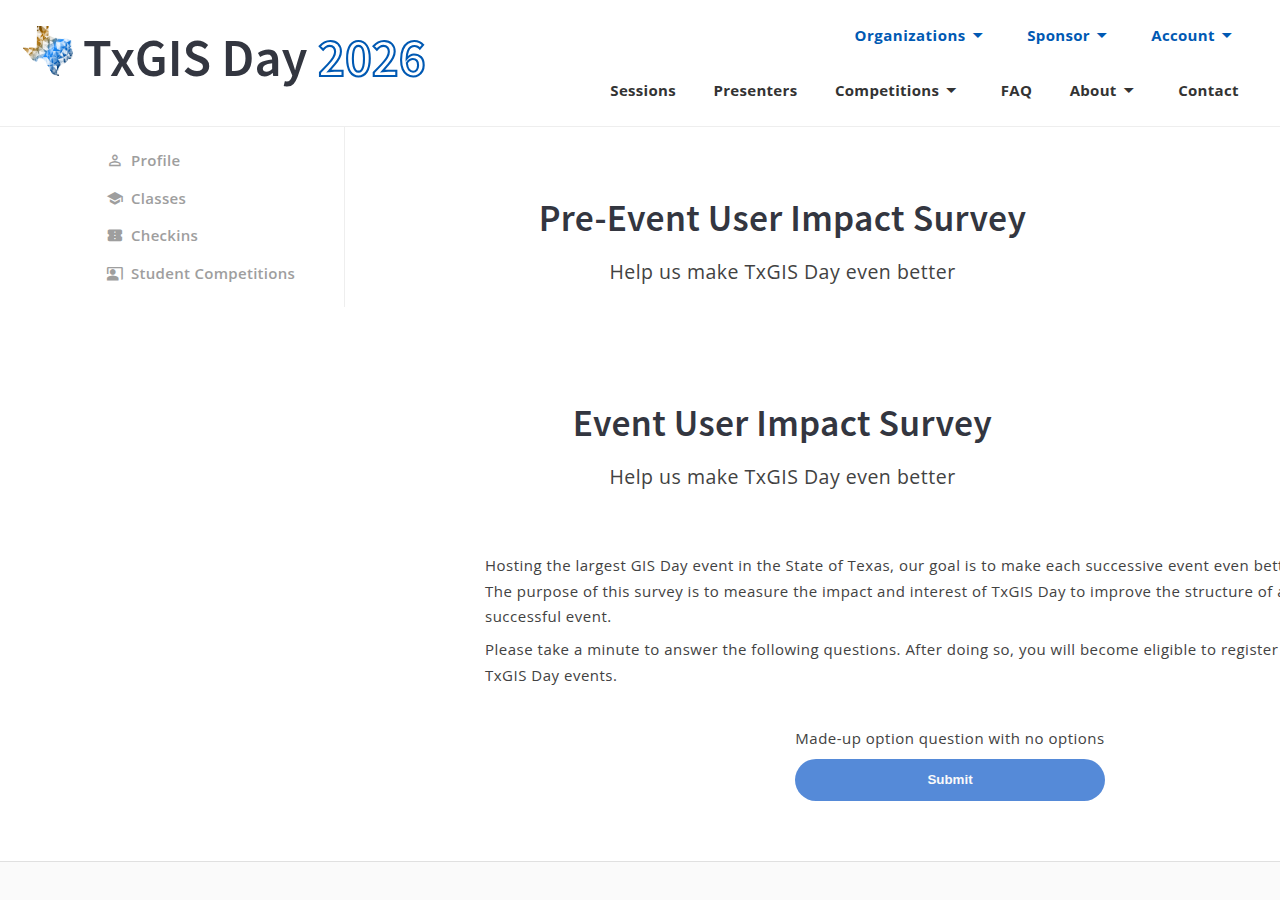 TxGIS Day 2026
Organizations
Sponsor
Account
Sessions
Presenters
Competitions
FAQ
About
Contact
Profile
Classes
Checkins
Student Competitions
Pre-Event User Impact Survey
Help us make TxGIS Day even better
Event User Impact Survey
Help us make TxGIS Day even better
Hosting the largest GIS Day event in the State of Texas, our goal is to make each successive event even
The purpose of this survey is to measure the impact and interest of TxGIS Day to improve the structure of
successful event.
Please take a minute to answer the following questions. After doing so, you will become eligible to register
TxGIS Day events.
Made-up option question with no options
Submit